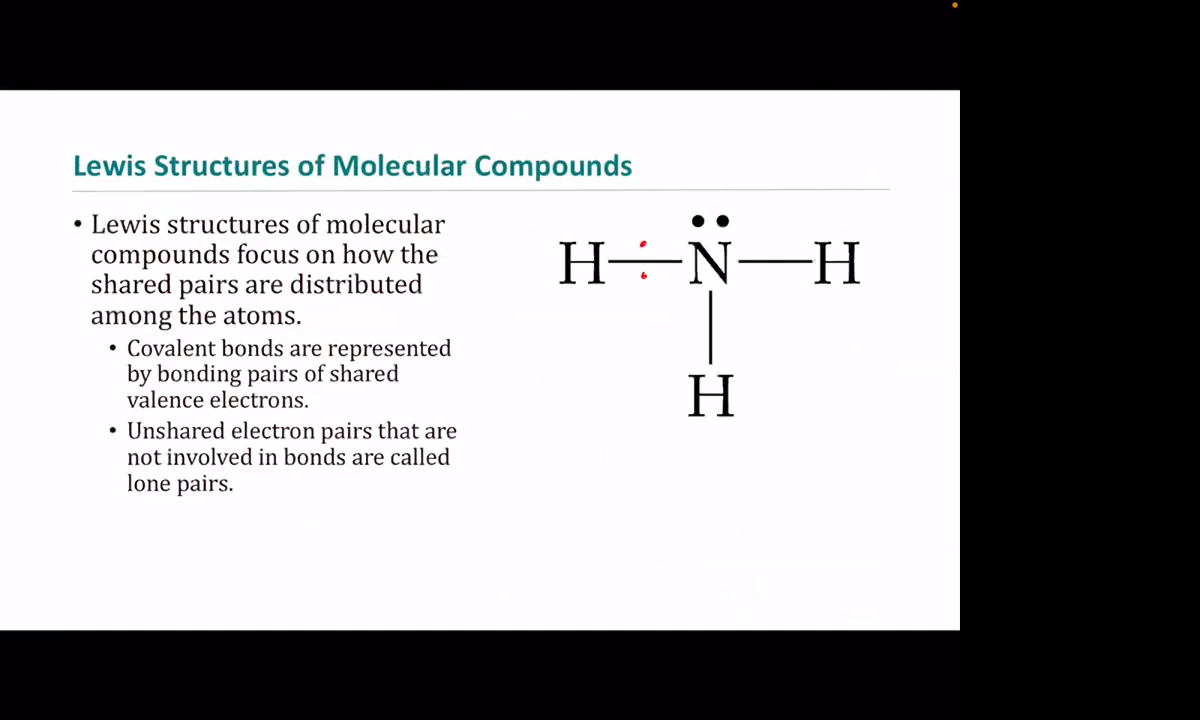 Lewis Structures of Molecular Compounds
• Lewis structures of molecular
compounds focus on how the
shared pairs are distributed
among the atoms.
• Covalent bonds are represented
by bonding pairs of shared
valence electrons.
• Unshared electron pairs that are
not involved in bonds are called
lone pairs.
H N H
H